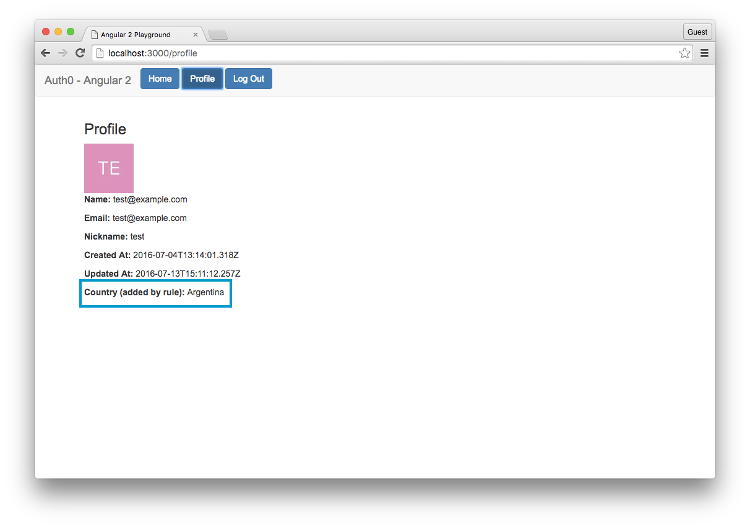 Angular 2 Playground
Guest
localhost:3000/profile
Auth0 - Angular 2 Home Profile Log Out
Profile
TE
Name: test@example.com
Email: test@example.com
Nickname: test
Created At: 2016-07-04T13:14:01.318Z
Updated At: 2016-07-13T15:11:12.257Z
Country (added by rule): Argentina